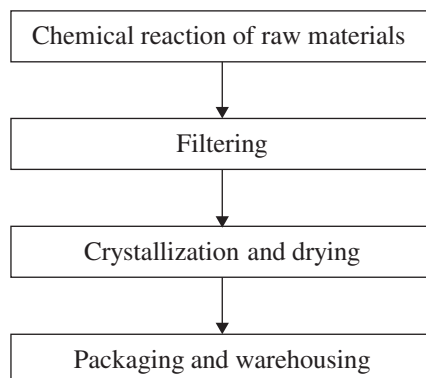 Chemical reaction of raw materials
Filtering
Crystallization and drying
Packaging and warehousing